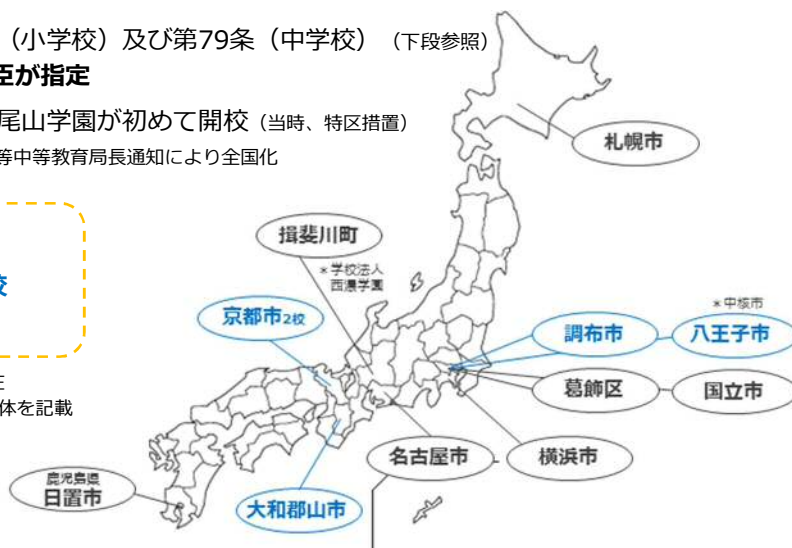 （小学校）及び第79条（中学校）（下段参照）
臣が指定
尾山学園が初めて開校（当時、特区措置）
等中等教育局長通知により全国化
校
在
体を記載
札幌市
揖斐川町
＊学校法人
西濃学園
京都市2校
＊中核市
調布市
八王子市
葛飾区
国立市
名古屋市
横浜市
鹿児島県
日置市
大和郡山市